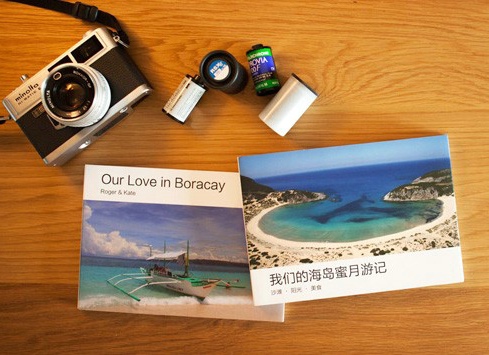 minolta
Our Love in Boracay
Roger & Kate
我们的海岛蜜月游记
沙滩 · 阳光 · 美食